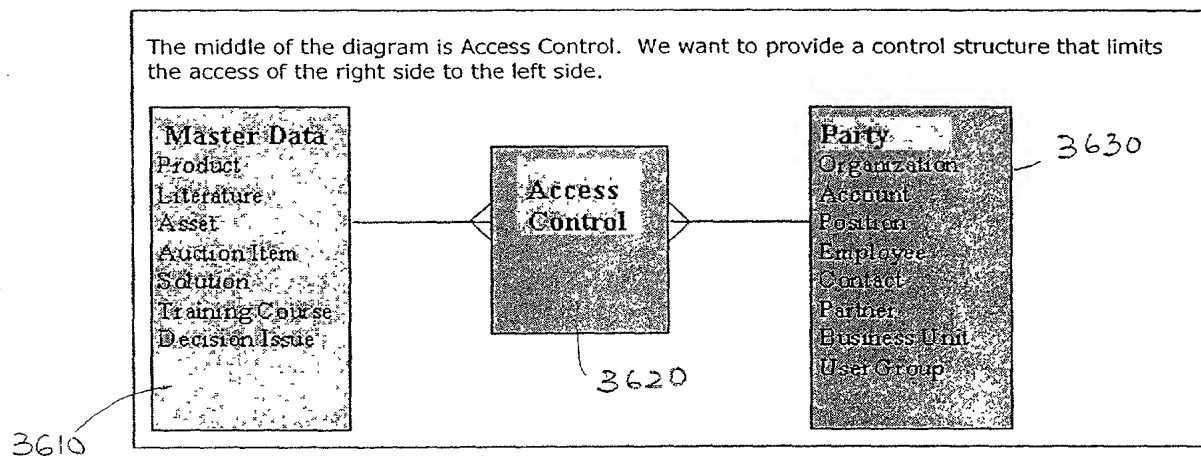 The middle of the diagram is Access Control. We want to provide a control structure that limits
the access of the right side to the left side.
Master Data
Product
Literature
Asset
Auction Item
Solution
Training Course
Decision Issue
3610
Access
Control
3620
Party
Organization
Account
Position
Employee
Contact
Partner
Business Unit
User Group
3630